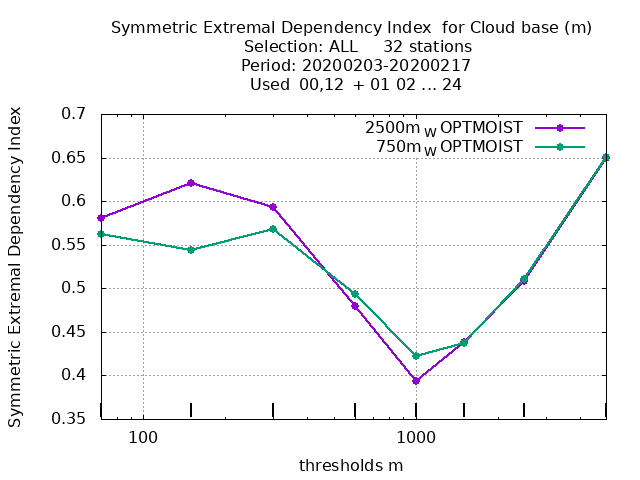 Symmetric Extremal Dependency Index  for Cloud base (m)
Selection: ALL     32 stations
Period: 20200203-20200217
Used  00,12  + 01 02 ... 24
2500m_W OPTMOIST
750m_W OPTMOIST
Symmetric Extremal Dependency Index
0.7
0.65
0.6
0.55
0.5
0.45
0.4
0.35
100 1000
thresholds m